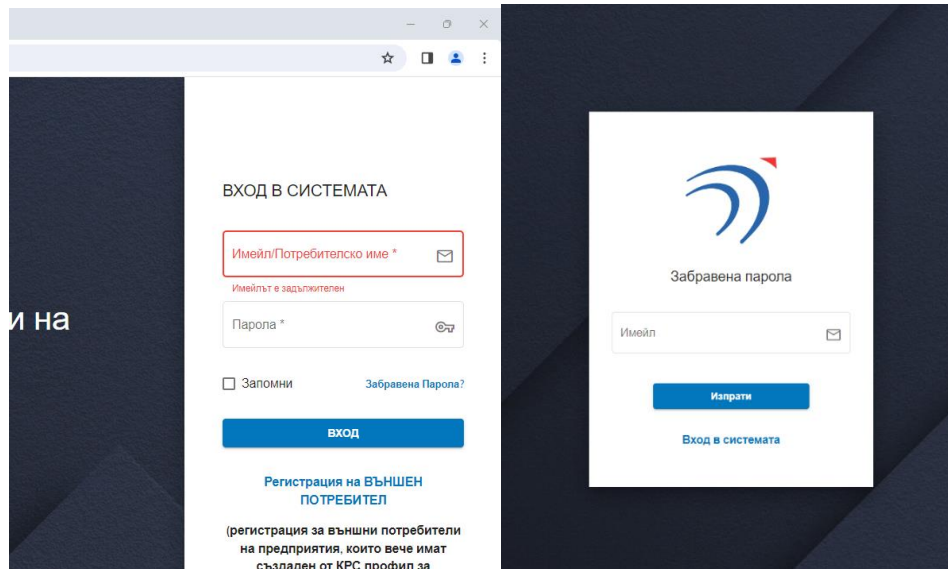 и на
ВХОД В СИСТЕМАТА
Имейл/Потребителско име *
Имейлът е задължителен
Парола *
Запомни
Забравена Парола?
ВХОД
Регистрация на ВЪНШЕН
ПОТРЕБИТЕЛ
(регистрация за външни потребители
на предприятия, които вече имат
създаден от КРС профил за
Забравена парола
Имейл
Изпрати
Вход в системата